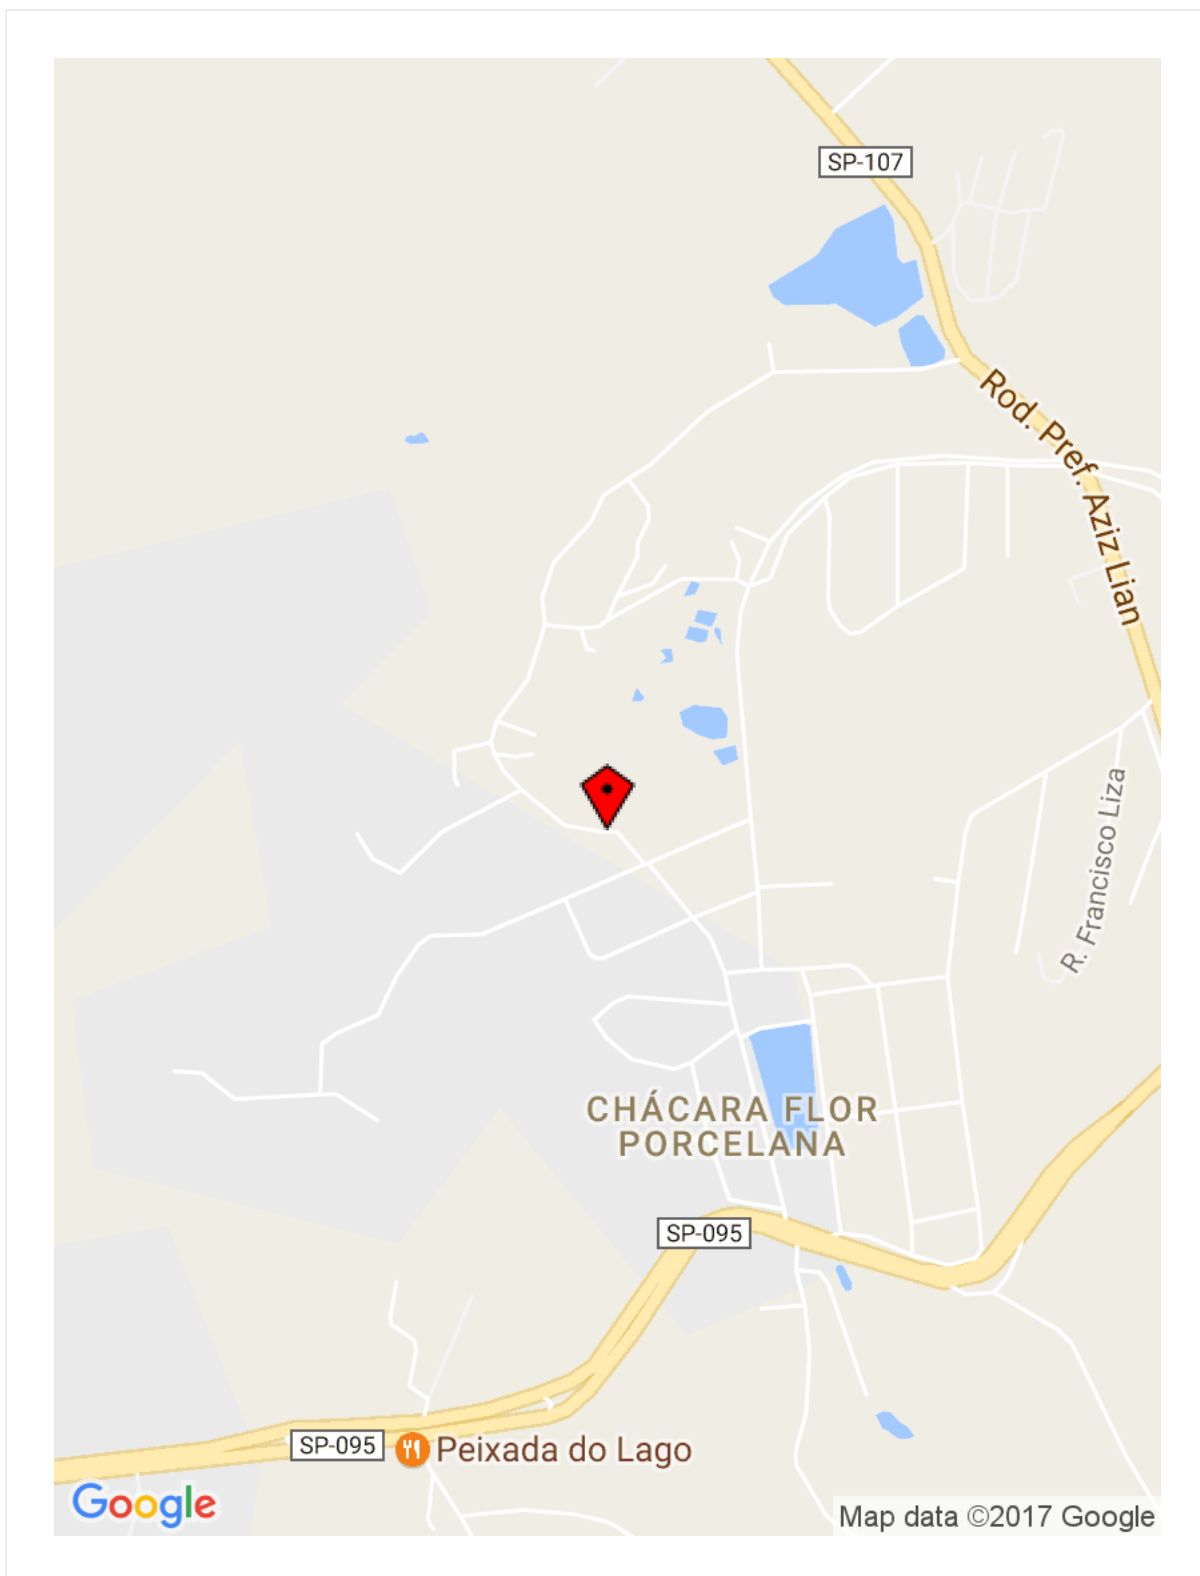 SP-107
Rod. Pref. Aziz Lian
R. Francisco Liza
CHÁCARA FLOR
PORCELANA
SP-095
SP-095
Peixada do Lago
Google
Map data ©2017 Google